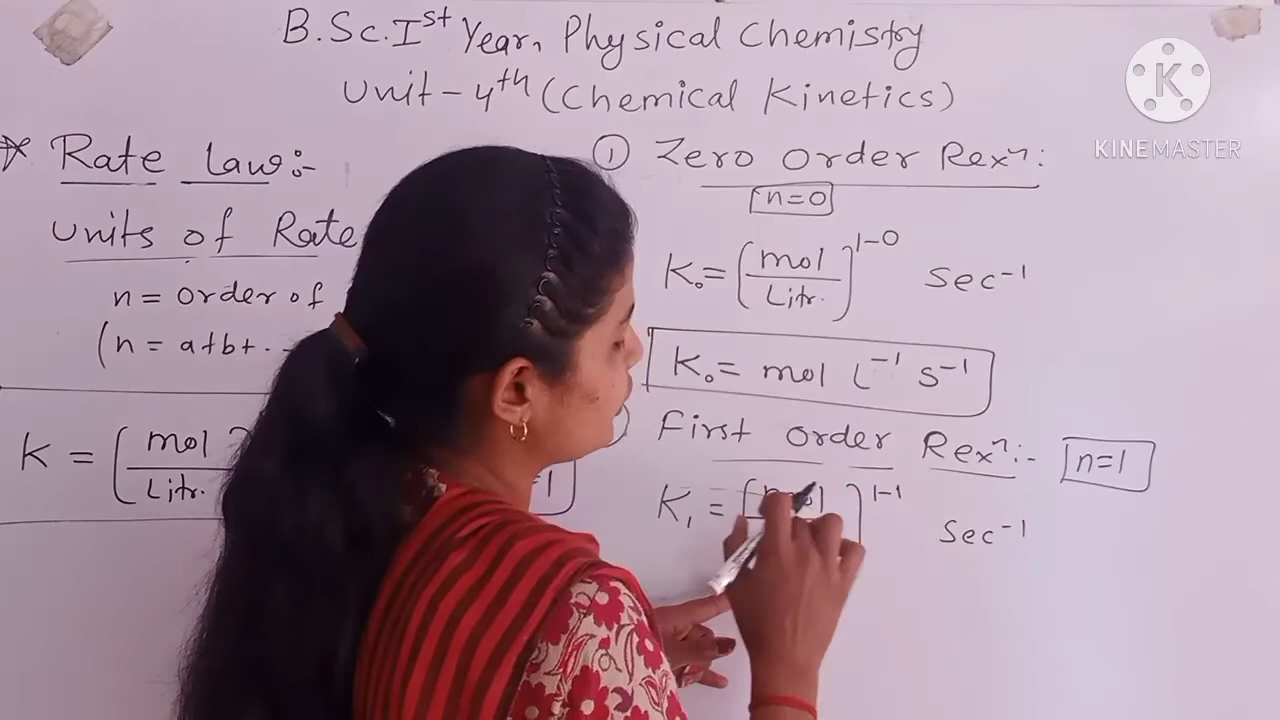 B.Sc. Ist Year, Physical Chemistry
Unit - 4th (Chemical Kinetics)
* Rate law:-
Units of Rate
n = order of
(n = a+b+..
K = (mol
Litr.
① Zero order Rexn:
n=0
K₀ = (mol / Litr.)^1-0 Sec⁻¹
K₀ = mol L⁻¹ S⁻¹
First order Rexn:- n=1
K₁ = [mol]^1-1 Sec⁻¹
K
KINEMASTER